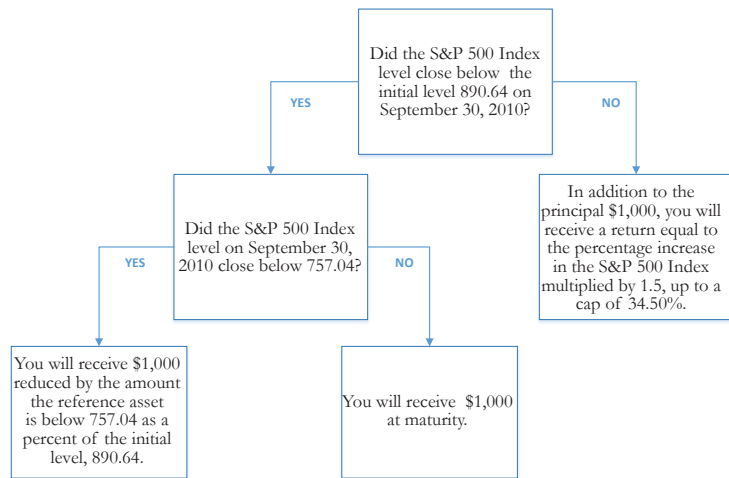 Did the S&P 500 Index
level close below the
initial level 890.64 on
September 30, 2010?
YES
NO
Did the S&P 500 Index
level on September 30,
2010 close below 757.04?
In addition to the
principal $1,000, you will
receive a return equal to
the percentage increase
in the S&P 500 Index
multiplied by 1.5, up to a
cap of 34.50%.
YES
NO
You will receive $1,000
reduced by the amount
the reference asset
is below 757.04 as a
percent of the initial
level, 890.64.
You will receive $1,000
at maturity.